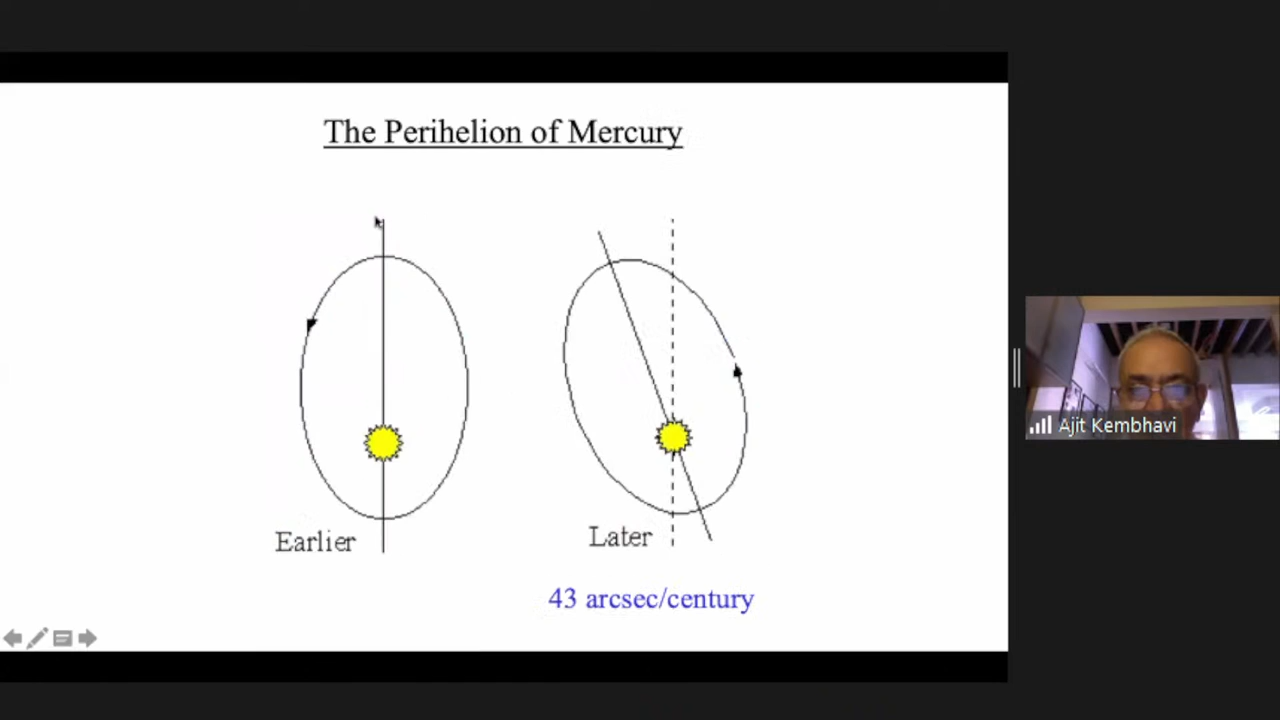 The Perihelion of Mercury
Earlier
Later
43 arcsec/century
Ajit Kembhavi